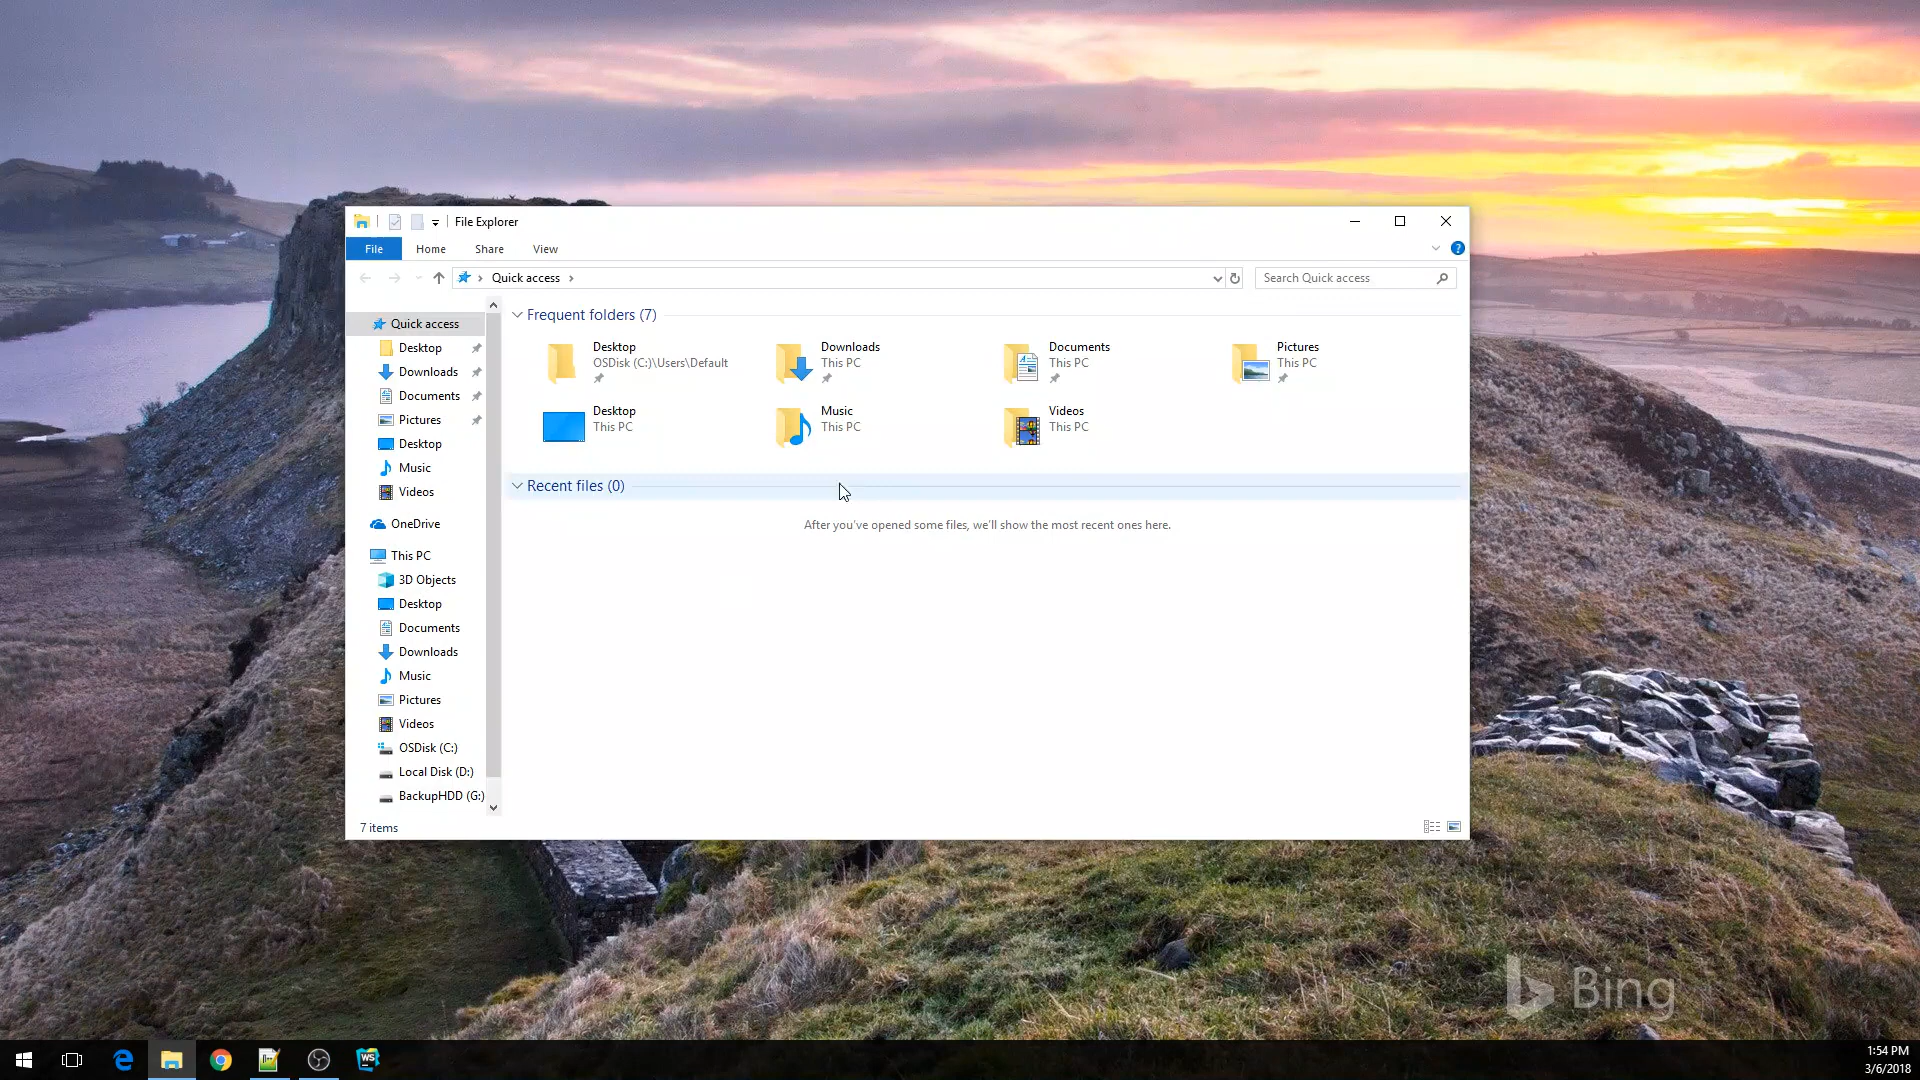 File Explorer
File Home Share View
Quick access
Search Quick access
Quick access
Desktop
Downloads
Documents
Pictures
Desktop
Music
Videos
OneDrive
This PC
3D Objects
Desktop
Documents
Downloads
Music
Pictures
Videos
OSDisk (C:)
Local Disk (D:)
BackupHDD (G:)
Frequent folders (7)
Desktop
OSDisk (C:)\Users\Default
Downloads
This PC
Documents
This PC
Pictures
This PC
Desktop
This PC
Music
This PC
Videos
This PC
Recent files (0)
After you've opened some files, we'll show the most recent ones here.
7 items
Bing
WS
1:54 PM
3/6/2018